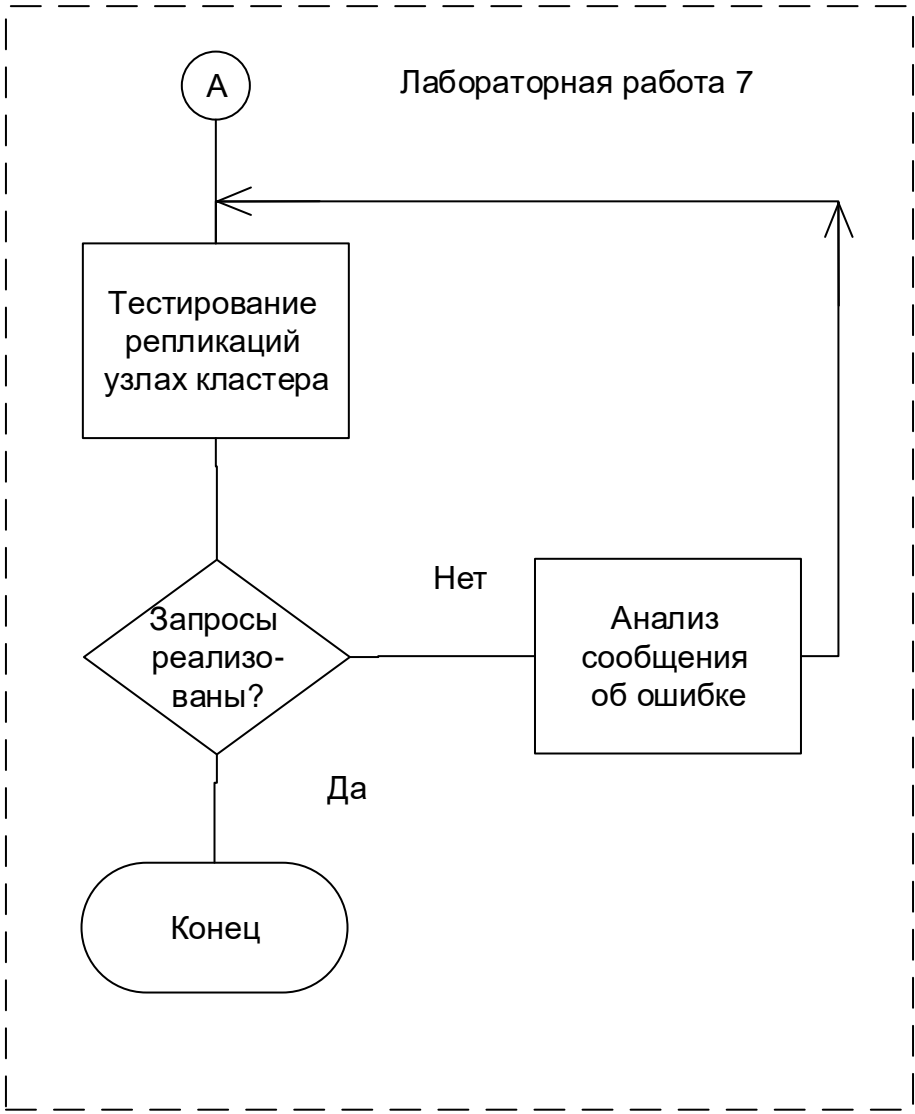 А
Лабораторная работа 7
Тестирование
репликаций
узлах кластера
Запросы
реализо-
ваны?
Нет
Анализ
сообщения
об ошибке
Да
Конец